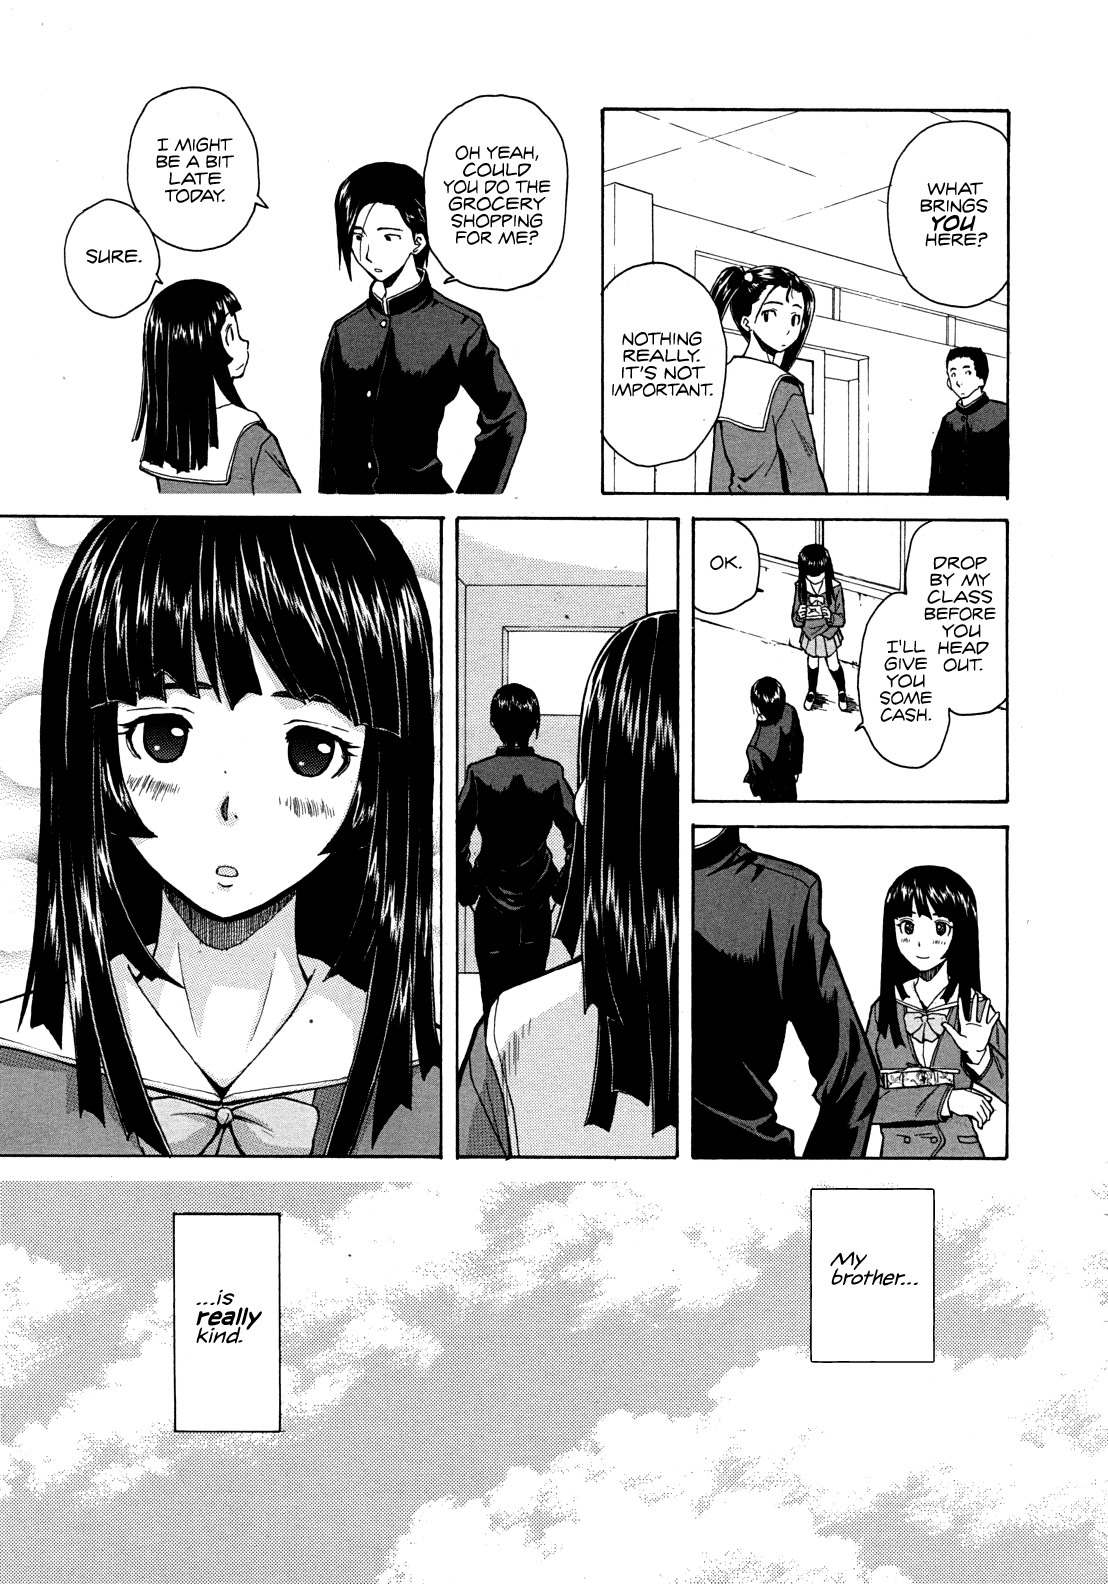 WHAT
BRINGS
YOU
HERE?
NOTHING
REALLY.
IT'S NOT
IMPORTANT.
OH YEAH,
COULD
YOU DO THE
GROCERY
SHOPPING
FOR ME?
I MIGHT
BE A BIT
LATE
TODAY.
SURE.
DROP
BY MY
CLASS
BEFORE
YOU
HEAD
OUT.
I'LL
GIVE
YOU
SOME
CASH.
OK.
My
brother...
...is
really
kind.